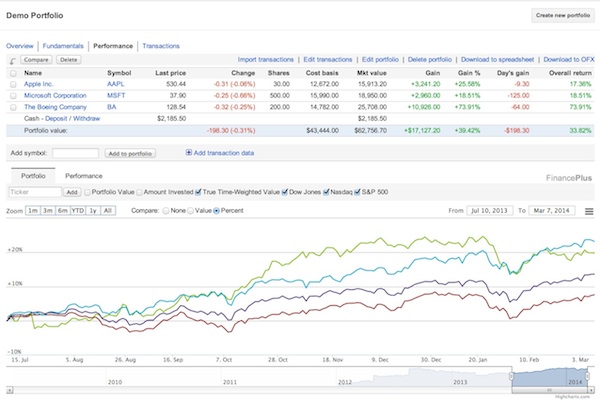 Demo Portfolio
Create new portfolio
Overview Fundamentals Performance Transactions
Compare Delete Import transactions Edit transactions Edit portfolio Delete portfolio Download to spreadsheet Download to OFX
Name Symbol Last price Change Shares Cost basis Mkt value Gain Gain % Day's gain Overall return
Apple Inc. AAPL 530.44 -0.31 (-0.06%) 30.00 12,672.00 15,913.20 +3,241.20 +25.58% -9.30 17.36%
Microsoft Corporation MSFT 37.90 -0.25 (-0.66%) 500.00 15,990.00 18,950.00 +2,960.00 +18.51% -125.00 18.51%
The Boeing Company BA 128.54 -0.32 (-0.25%) 200.00 14,782.00 25,708.00 +10,926.00 +73.91% -64.00 73.91%
Cash - Deposit / Withdraw $2,185.50 $2,185.50
Portfolio value: -198.30 (-0.31%) $43,444.00 $62,756.70 +$17,127.20 +39.42% -$198.30 33.82%
Add symbol: Add to portfolio Add transaction data
Portfolio Performance FinancePlus
Ticker Add Portfolio Value Amount Invested True Time-Weighted Value Dow Jones Nasdaq S&P 500
Zoom 1m 3m 6m YTD 1y All Compare: None Value Percent From Jul 10, 2013 To Mar 7, 2014
+20%
+10%
-10%
15. Jul 5. Aug 26. Aug 16. Sep 7. Oct 28. Oct 18. Nov 9. Dec 30. Dec 20. Jan 10. Feb 3. Mar
2010 2011 2012 2013 2014
Highcharts.com